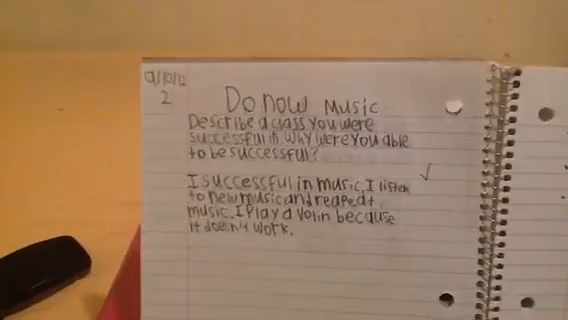 9/10/12
2
Do now Music
Describe a class you were
successful in. Why were you able
to be successful?
I successful in music, I listen
to new music and reapeat
music. I play a volin because
it doesn't work.